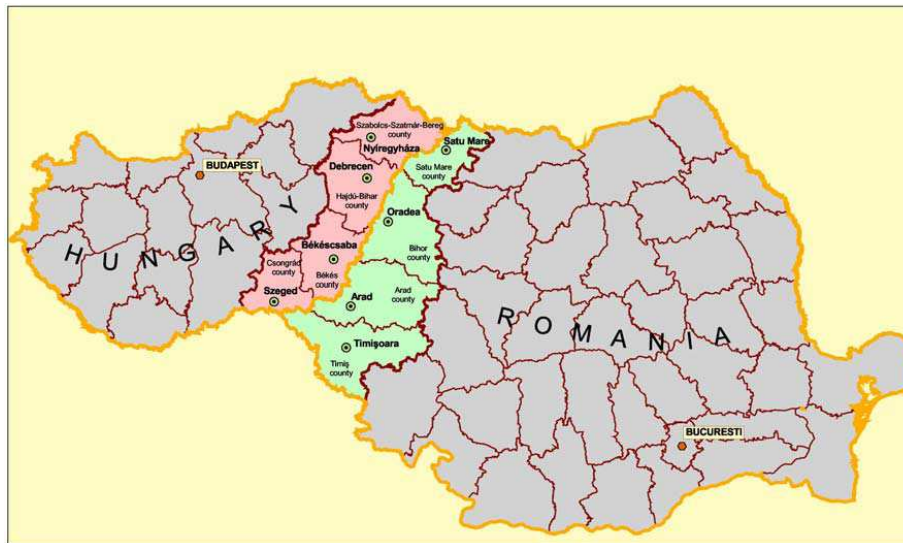 Szabolcs-Szatmár-Bereg
county
Nyíregyháza
Satu Mare
Satu Mare
county
BUDAPEST
Debrecen
Hajdú-Bihar
county
Oradea
Bihor
county
HUNGARY
Békéscsaba
Csongrád
county
Békés
county
Szeged
Arad
Arad
county
ROMANIA
Timişoara
Timiş
county
BUCURESTI